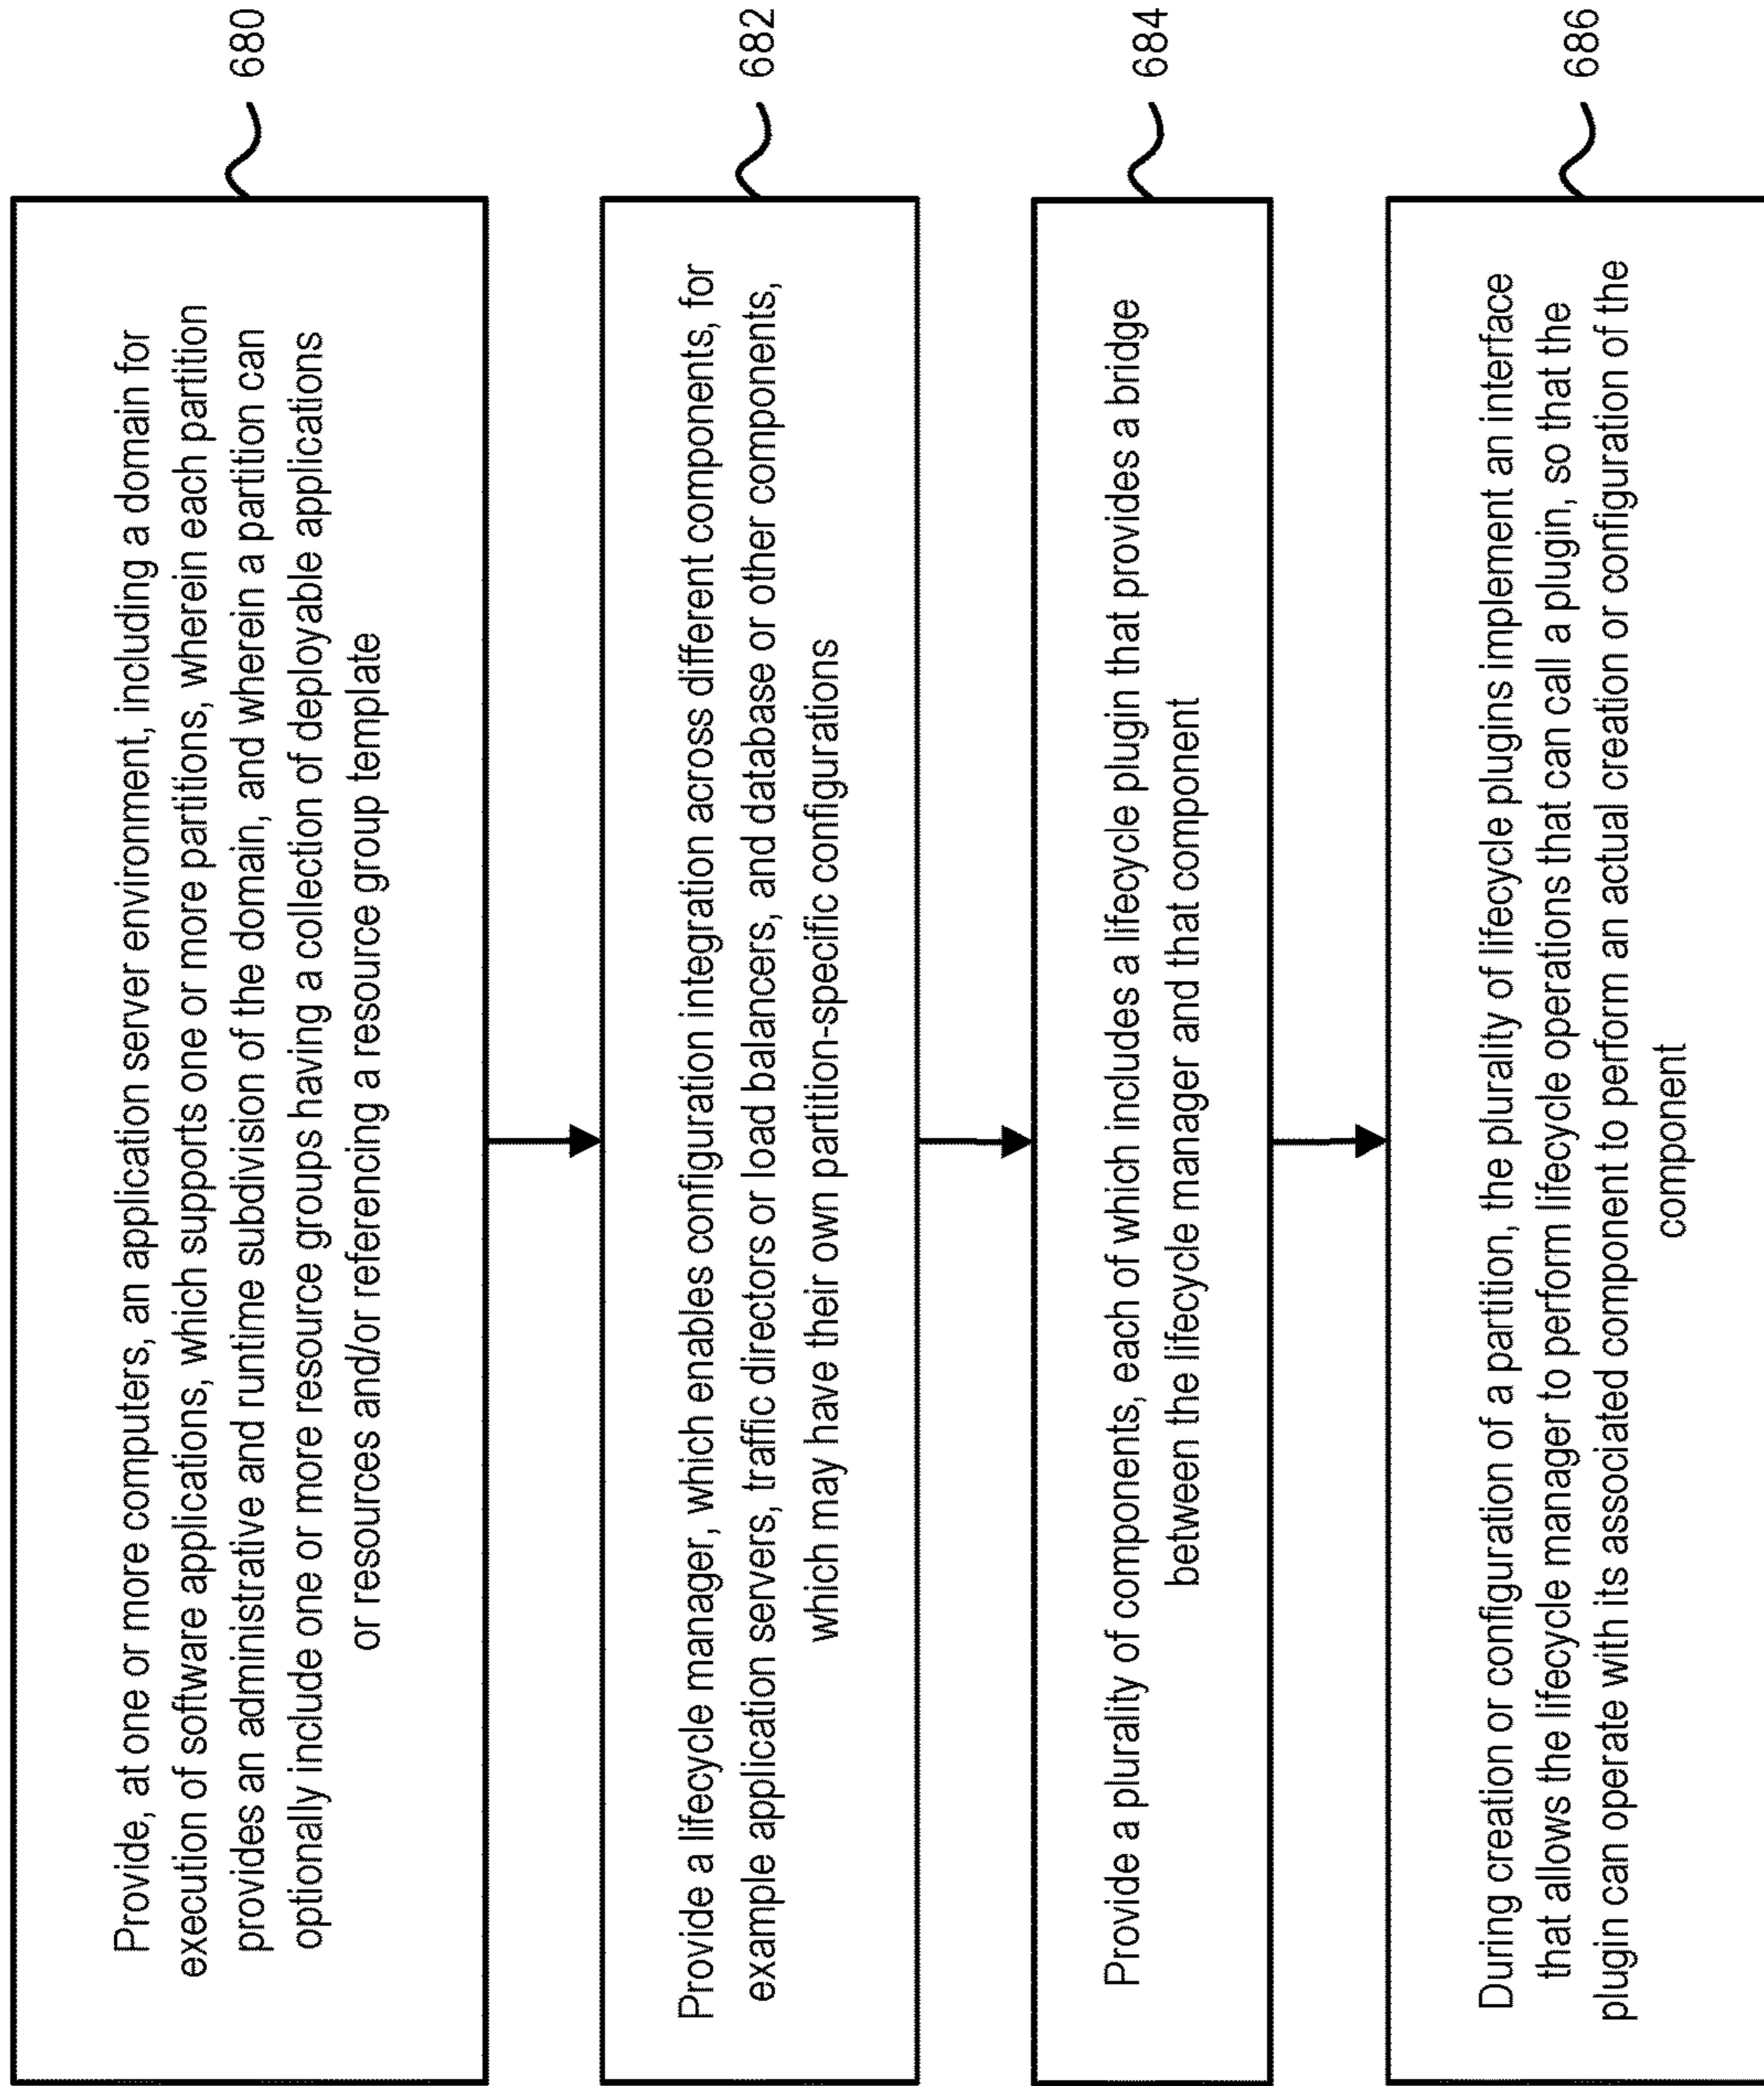 Provide, at one or more computers, an application server environment, including a domain for
execution of software applications, which supports one or more partitions, wherein each partition
provides an administrative and runtime subdivision of the domain, and wherein a partition can
optionally include one or more resource groups having a collection of deployable applications
or resources and/or referencing a resource group template
680
Provide a lifecycle manager, which enables configuration integration across different components, for
example application servers, traffic directors or load balancers, and database or other components,
which may have their own partition-specific configurations
682
Provide a plurality of components, each of which includes a lifecycle plugin that provides a bridge
between the lifecycle manager and that component
684
During creation or configuration of a partition, the plurality of lifecycle plugins implement an interface
that allows the lifecycle manager to perform lifecycle operations that can call a plugin, so that the
plugin can operate with its associated component to perform an actual creation or configuration of the
component
686